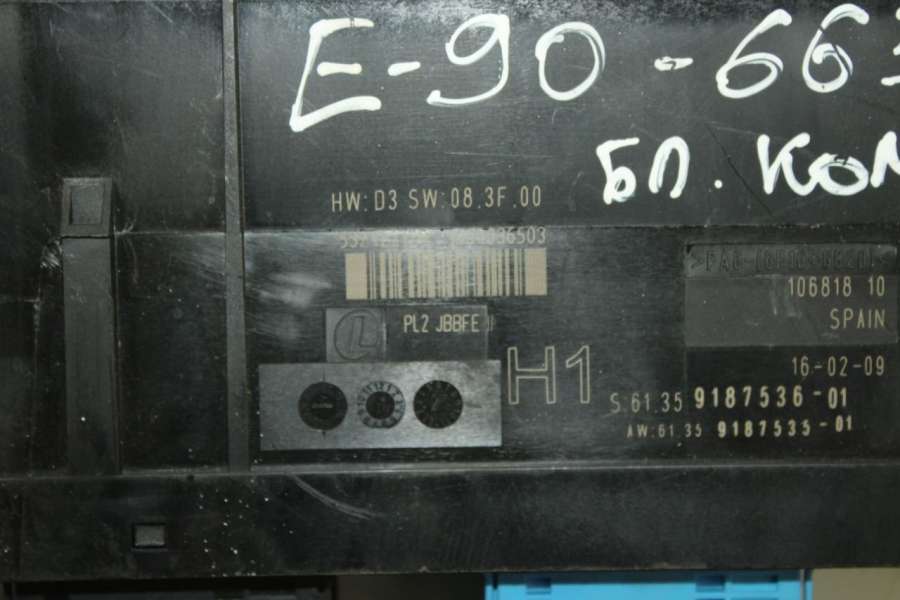 E-90 - 663
БЛ. КОМ
HW:D3 SW:08.3F.00
PL2 JBBFE
106818 10
SPAIN
H1
16-02-09
S:61.35 9187536-01
AW:61.35 9187535-01